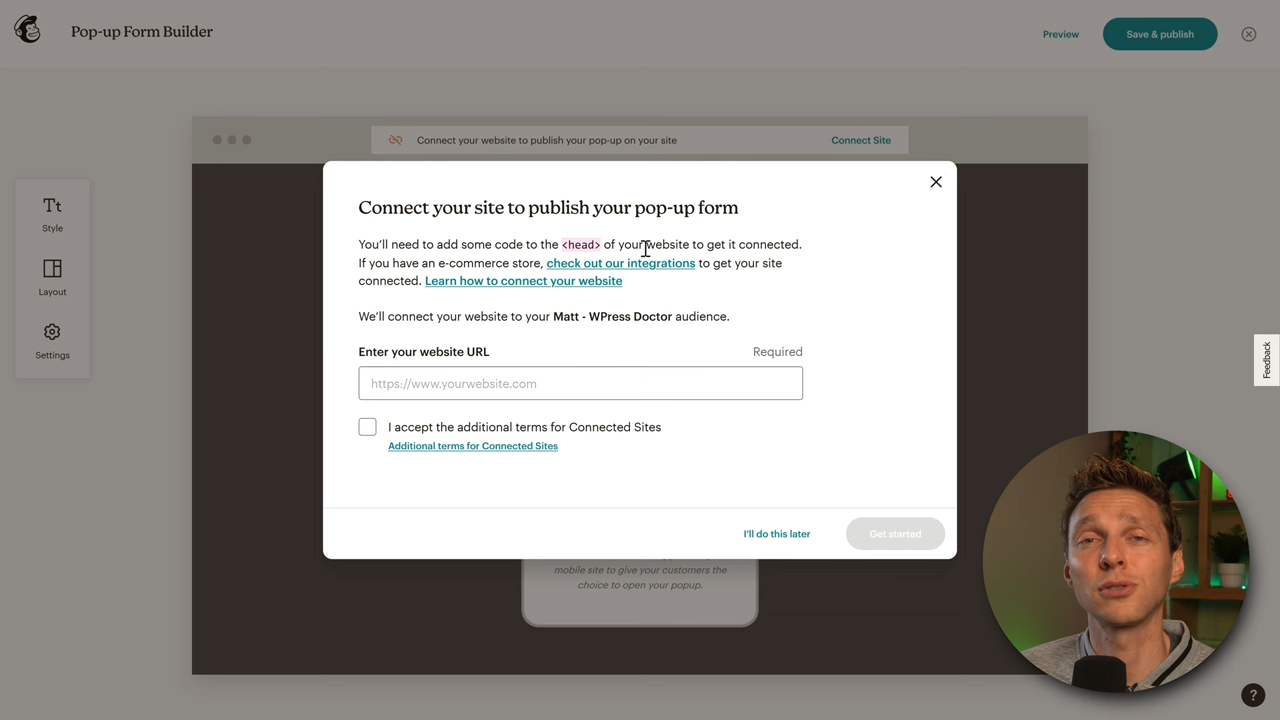 Pop-up Form Builder
Preview
Save & publish
Connect your website to publish your pop-up on your site
Connect Site
Tt
Style
Layout
Settings
Connect your site to publish your pop-up form
You'll need to add some code to the <head> of your website to get it connected.
If you have an e-commerce store, check out our integrations to get your site
connected. Learn how to connect your website
We'll connect your website to your Matt - WPress Doctor audience.
Enter your website URL
Required
https://www.yourwebsite.com
I accept the additional terms for Connected Sites
Additional terms for Connected Sites
I'll do this later
Get started
mobile site to give your customers the
choice to open your popup.
Feedback
?